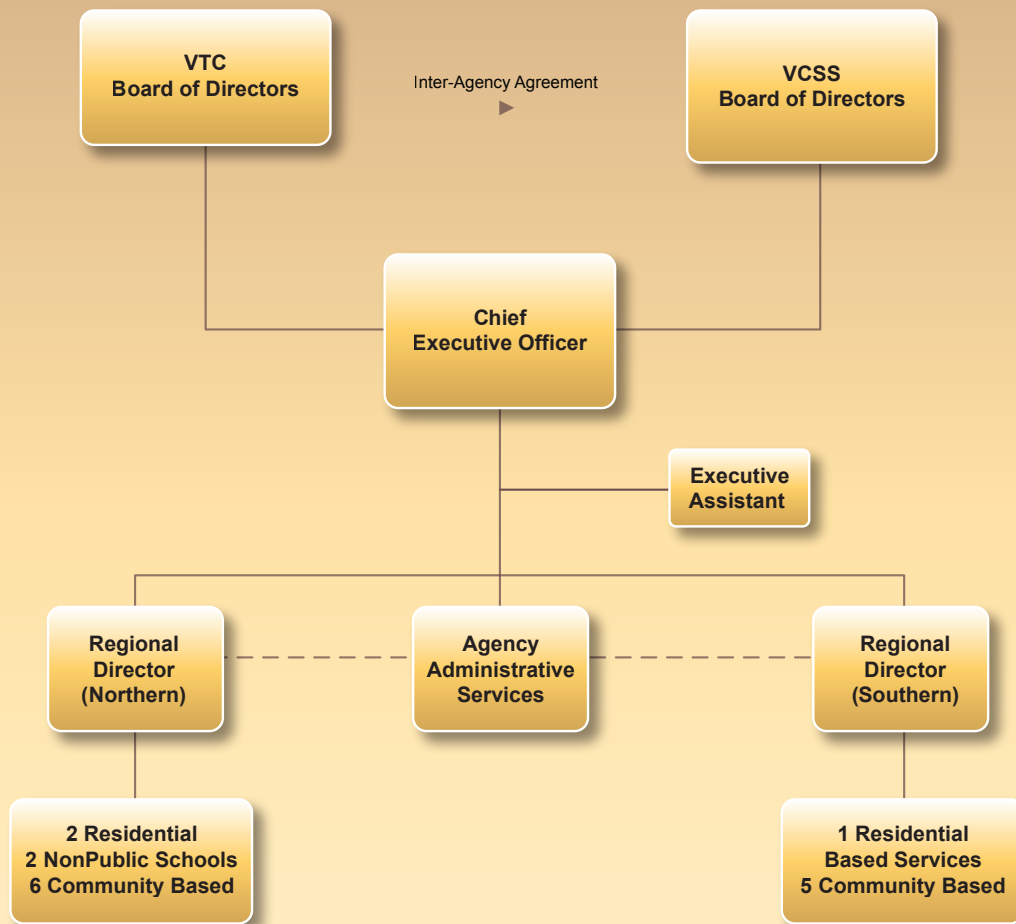 VTC
Board of Directors
Inter-Agency Agreement
VCSS
Board of Directors
Chief
Executive Officer
Executive
Assistant
Regional
Director
(Northern)
Agency
Administrative
Services
Regional
Director
(Southern)
2 Residential
2 NonPublic Schools
6 Community Based
1 Residential
Based Services
5 Community Based